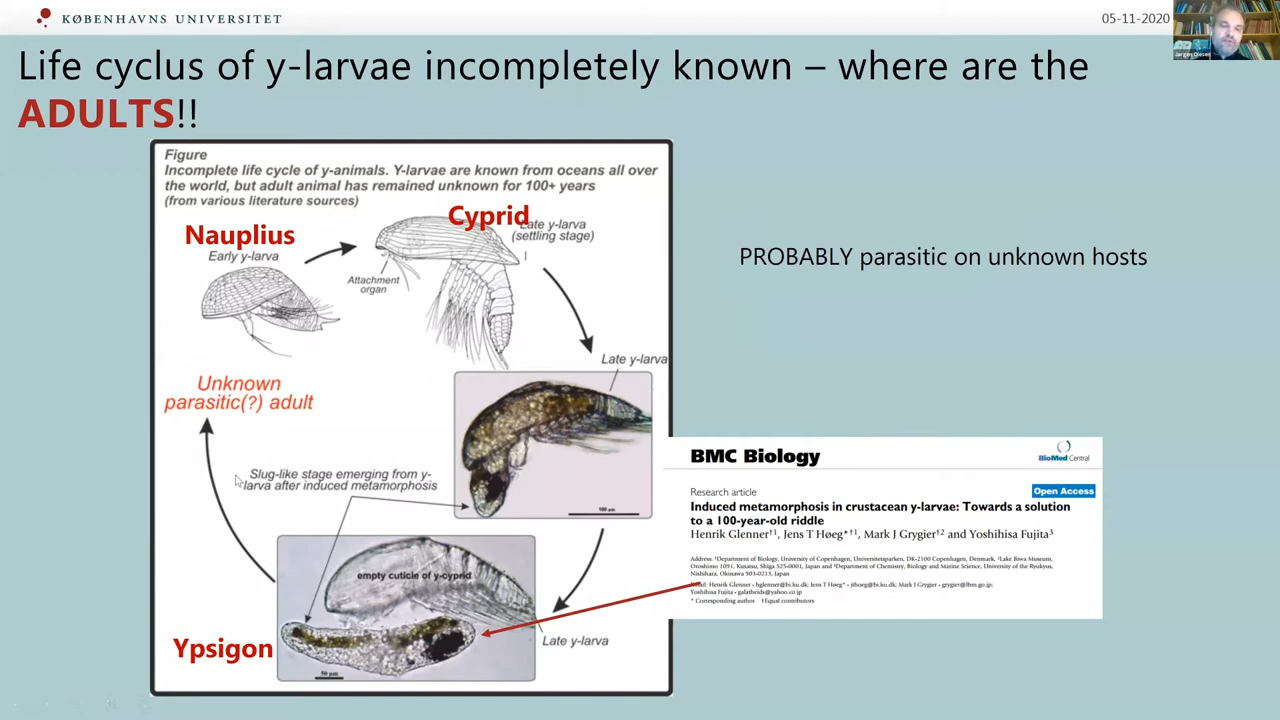 KØBENHAVNS UNIVERSITET
05-11-2020
Jørgen Olesen
Life cyclus of y-larvae incompletely known – where are the
ADULTS!!
Figure
Incomplete life cycle of y-animals. Y-larvae are known from oceans all over
the world, but adult animal has remained unknown for 100+ years
(from various literature sources)
Nauplius
Early y-larva
Cyprid
Late y-larva
(settling stage)
Attachment
organ
PROBABLY parasitic on unknown hosts
Late y-larva
Unknown
parasitic(?) adult
Slug-like stage emerging from y-
larva after induced metamorphosis
100 µm
empty cuticle of y-cyprid
Ypsigon
50 µm
Late y-larva
BMC Biology
BioMed Central
Research article
Open Access
Induced metamorphosis in crustacean y-larvae: Towards a solution
to a 100-year-old riddle
Henrik Glenner†1, Jens T Høeg*†1, Mark J Grygier†2 and Yoshihisa Fujita3
Address: 1Department of Biology, University of Copenhagen, Universitetsparken, DK-2100 Copenhagen, Denmark, 2Lake Biwa Museum,
Oroshimo 1091, Kusatsu, Shiga 525-0001, Japan and 3Department of Chemistry, Biology and Marine Science, University of the Ryukyus,
Nishihara, Okinawa 903-0213, Japan
Email: Henrik Glenner - hglenner@bi.ku.dk; Jens T Høeg* - jthoeg@bi.ku.dk; Mark J Grygier - grygier@lbm.go.jp;
Yoshihisa Fujita - galatheids@yahoo.co.jp
* Corresponding author †Equal contributors